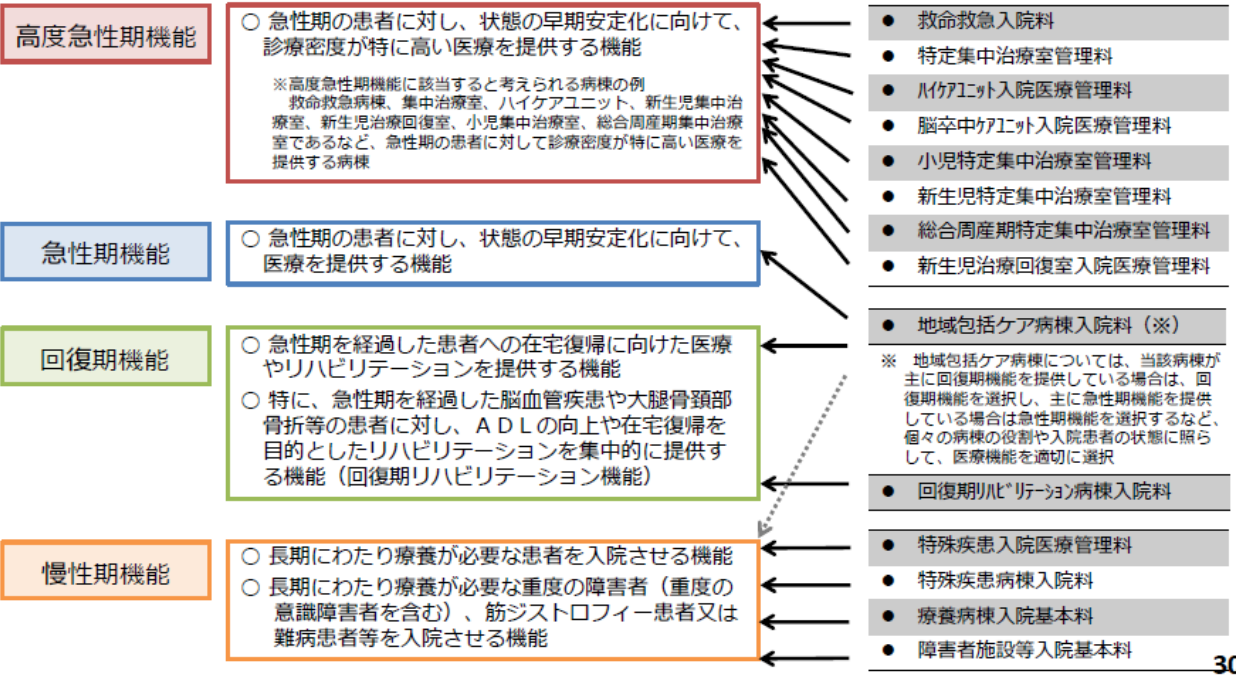 高度急性期機能
○ 急性期の患者に対し、状態の早期安定化に向けて、
診療密度が特に高い医療を提供する機能
※高度急性期機能に該当すると考えられる病棟の例
救命救急病棟、集中治療室、ハイケアユニット、新生児集中治
療室、新生児治療回復室、小児集中治療室、総合周産期集中治療
室であるなど、急性期の患者に対して診療密度が特に高い医療を
提供する病棟
● 救命救急入院料
● 特定集中治療室管理料
● ﾊｲｹｱﾕﾆｯﾄ入院医療管理料
● 脳卒中ｹｱﾕﾆｯﾄ入院医療管理料
● 小児特定集中治療室管理料
● 新生児特定集中治療室管理料
● 総合周産期特定集中治療室管理料
● 新生児治療回復室入院医療管理料
急性期機能
○ 急性期の患者に対し、状態の早期安定化に向けて、
医療を提供する機能
回復期機能
○ 急性期を経過した患者への在宅復帰に向けた医療
やリハビリテーションを提供する機能
○ 特に、急性期を経過した脳血管疾患や大腿骨頚部
骨折等の患者に対し、ＡＤＬの向上や在宅復帰を
目的としたリハビリテーションを集中的に提供す
る機能（回復期リハビリテーション機能）
● 地域包括ケア病棟入院料（※）
※ 地域包括ケア病棟については、当該病棟が
主に回復期機能を提供している場合は、回
復期機能を選択し、主に急性期機能を提供
している場合は急性期機能を選択するなど、
個々の病棟の役割や入院患者の状態に照ら
して、医療機能を適切に選択
● 回復期ﾘﾊﾋﾞﾘﾃｰｼｮﾝ病棟入院料
慢性期機能
○ 長期にわたり療養が必要な患者を入院させる機能
○ 長期にわたり療養が必要な重度の障害者（重度の
意識障害者を含む）、筋ジストロフィー患者又は
難病患者等を入院させる機能
● 特殊疾患入院医療管理料
● 特殊疾患病棟入院料
● 療養病棟入院基本料
● 障害者施設等入院基本料
30